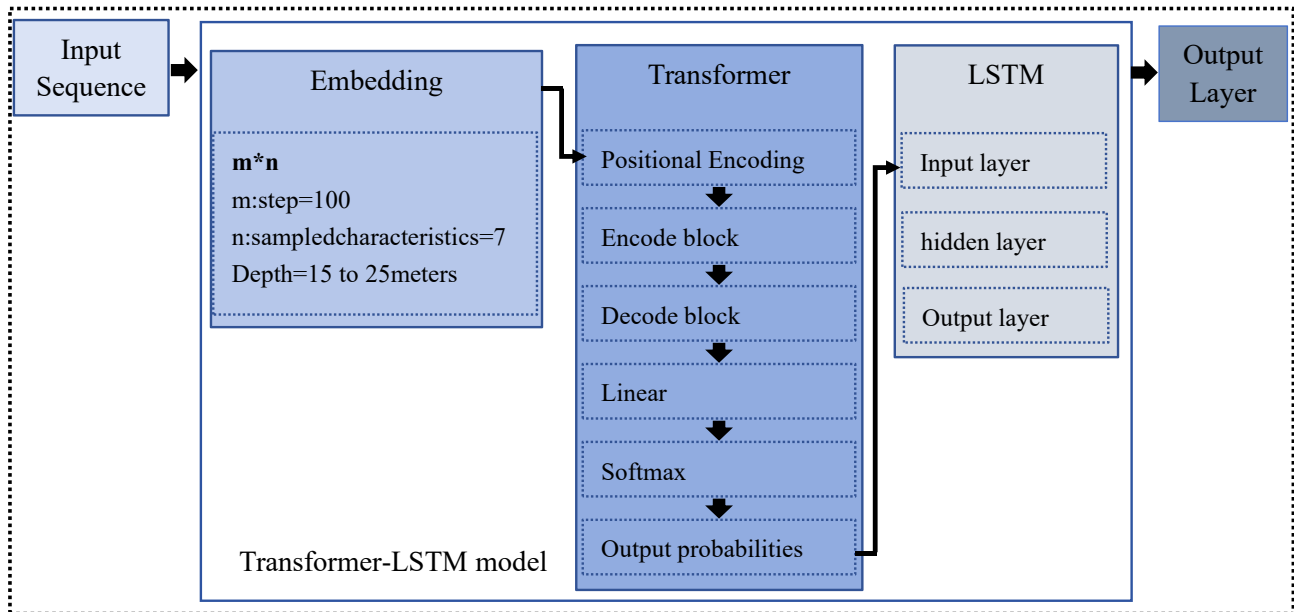 Input
Sequence
Embedding
m*n
m:step=100
n:sampledcharacteristics=7
Depth=15 to 25meters
Transformer
Positional Encoding
Encode block
Decode block
Linear
Softmax
Output probabilities
LSTM
Input layer
hidden layer
Output layer
Output
Layer
Transformer-LSTM model